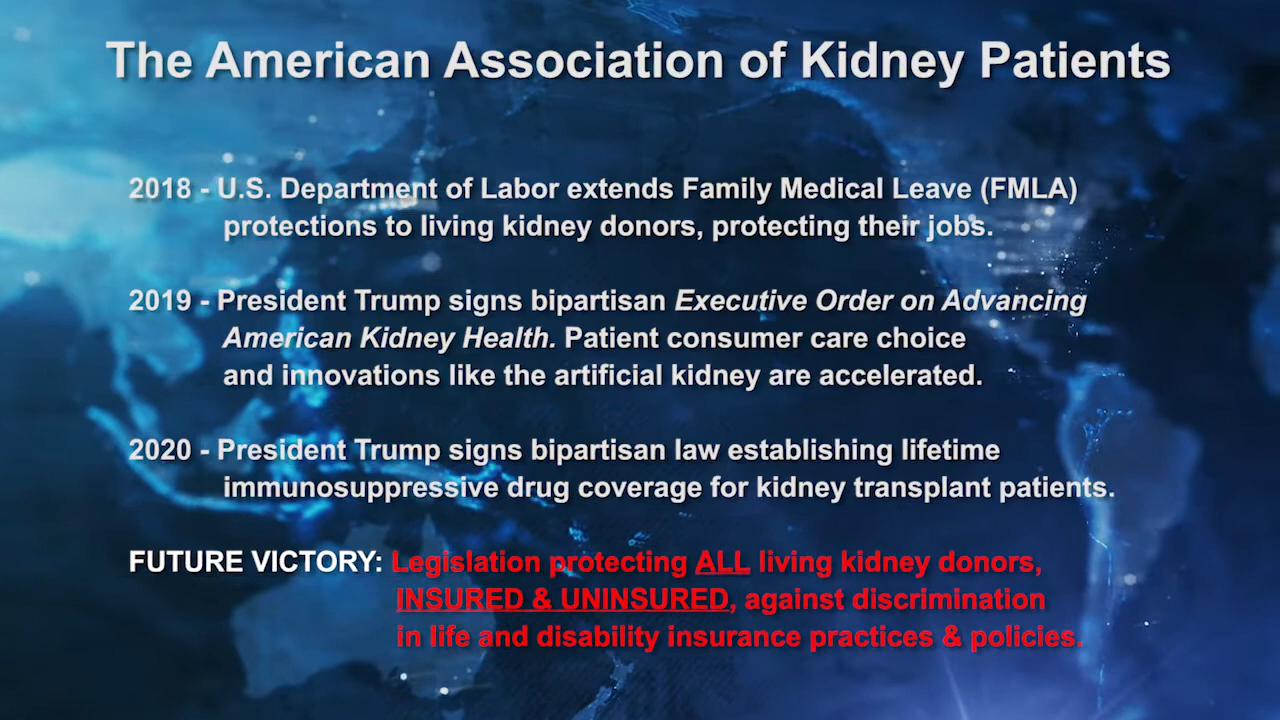 The American Association of Kidney Patients
2018 - U.S. Department of Labor extends Family Medical Leave (FMLA)
protections to living kidney donors, protecting their jobs.
2019 - President Trump signs bipartisan Executive Order on Advancing
American Kidney Health. Patient consumer care choice
and innovations like the artificial kidney are accelerated.
2020 - President Trump signs bipartisan law establishing lifetime
immunosuppressive drug coverage for kidney transplant patients.
FUTURE VICTORY: Legislation protecting ALL living kidney donors,
INSURED & UNINSURED, against discrimination
in life and disability insurance practices & policies.